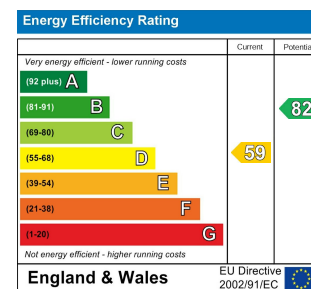 Energy Efficiency Rating
Current
Potentia
Very energy efficient - lower running costs
(92 plus) A
(81-91) B
(69-80) C
(55-68) D
(39-54) E
(21-38) F
(1-20) G
59
82
Not energy efficient - higher running costs
England & Wales
EU Directive
2002/91/EC